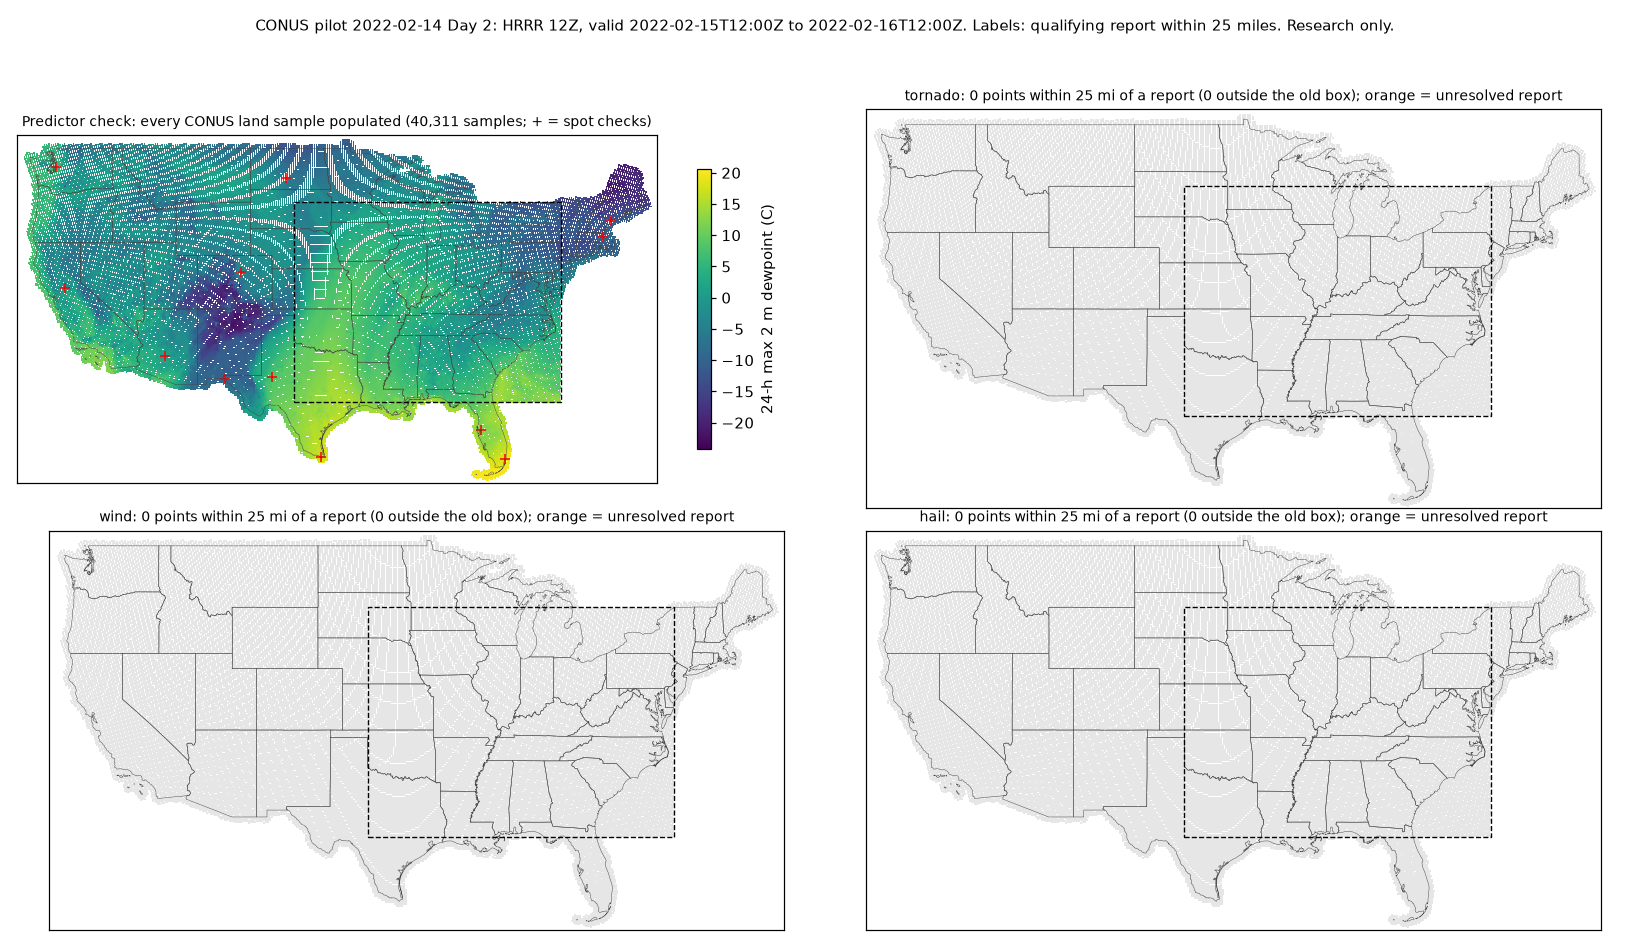 CONUS pilot 2022-02-14 Day 2: HRRR 12Z, valid 2022-02-15T12:00Z to 2022-02-16T12:00Z. Labels: qualifying report within 25 miles. Research only.
Predictor check: every CONUS land sample populated (40,311 samples; + = spot checks)
20
15
10
5
0
−5
−10
−15
−20
24-h max 2 m dewpoint (C)
tornado: 0 points within 25 mi of a report (0 outside the old box); orange = unresolved report
wind: 0 points within 25 mi of a report (0 outside the old box); orange = unresolved report
hail: 0 points within 25 mi of a report (0 outside the old box); orange = unresolved report